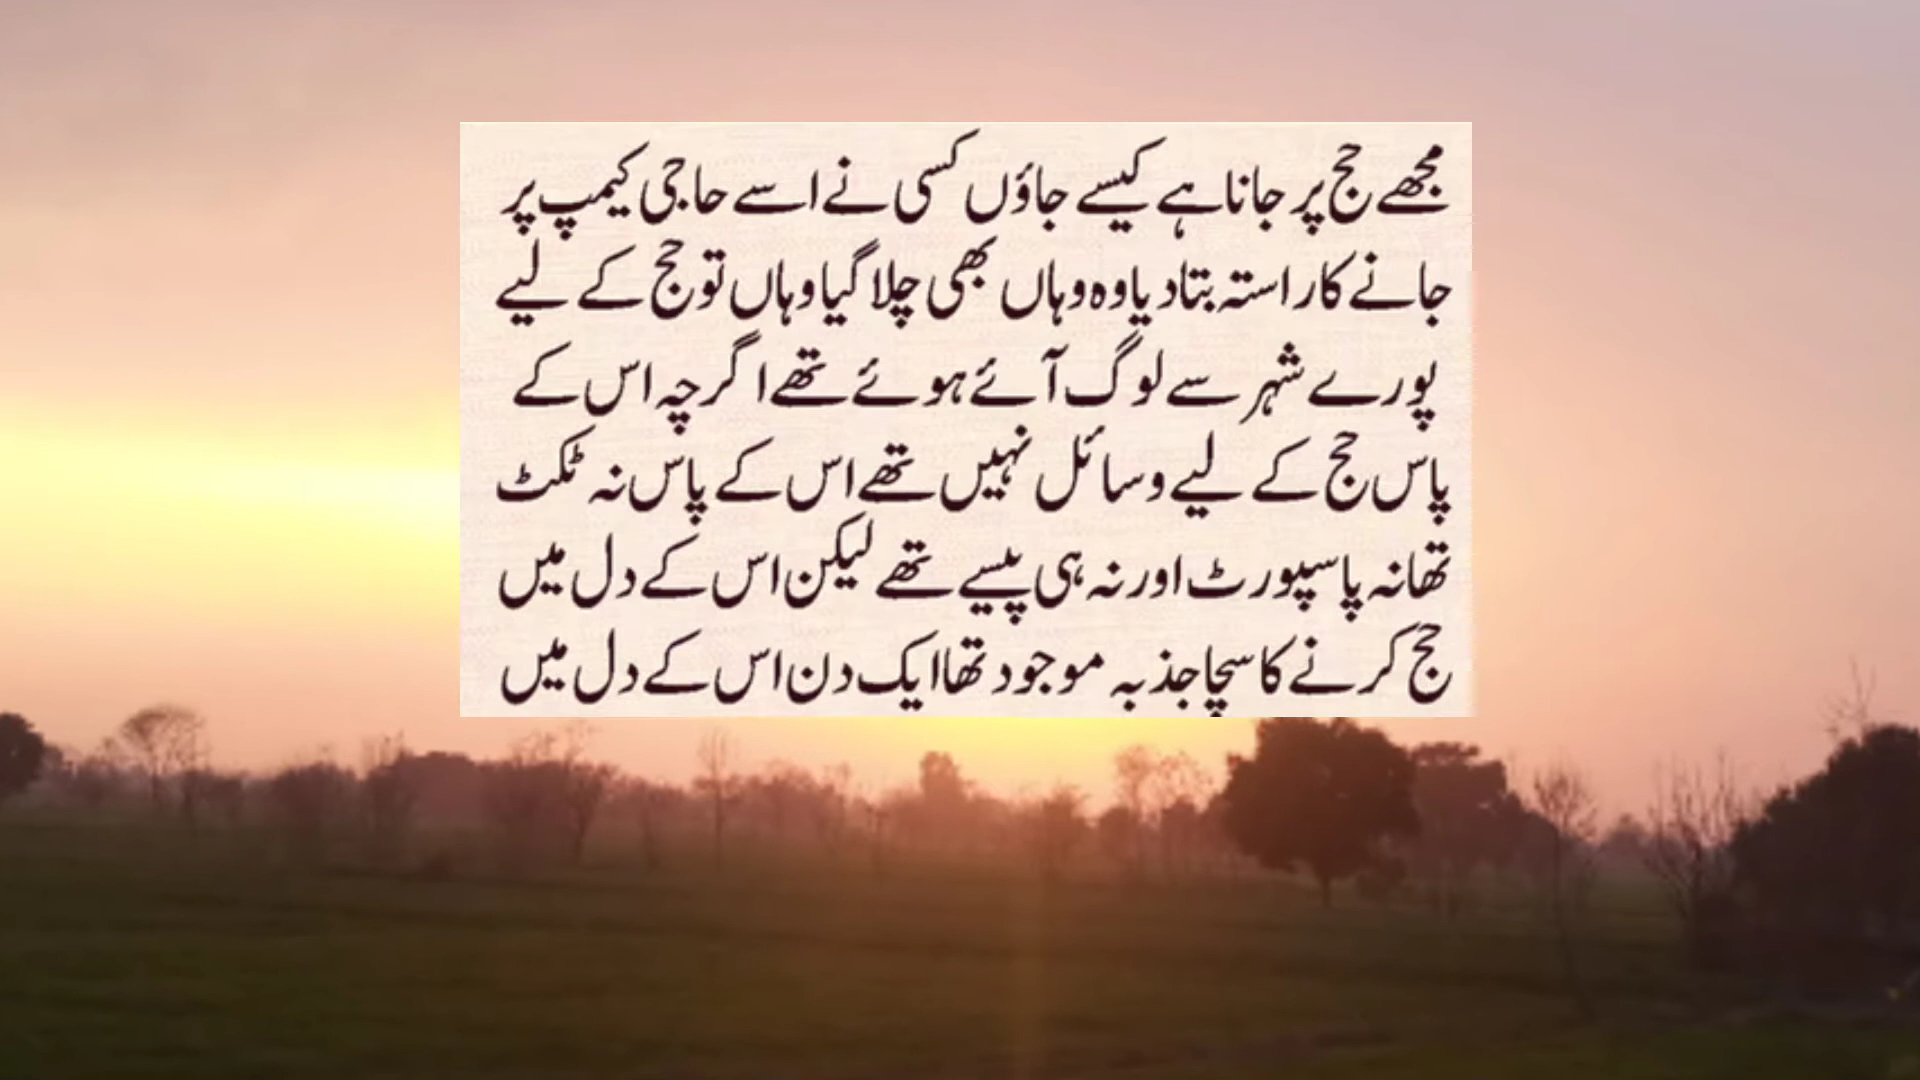 مجھے حج پر جانا ہے کیسے جاؤں کسی نے اسے حاجی کیمپ پر
جانے کا راستہ بتا دیا وہ وہاں بھی چلا گیا وہاں تو حج کے لیے
پورے شہر سے لوگ آئے ہوئے تھے اگرچہ اس کے
پاس حج کے لیے وسائل نہیں تھے اس کے پاس نہ ٹکٹ
تھا نہ پاسپورٹ اور نہ ہی پیسے تھے لیکن اس کے دل میں
حج کرنے کا سچا جذبہ موجود تھا ایک دن اس کے دل میں